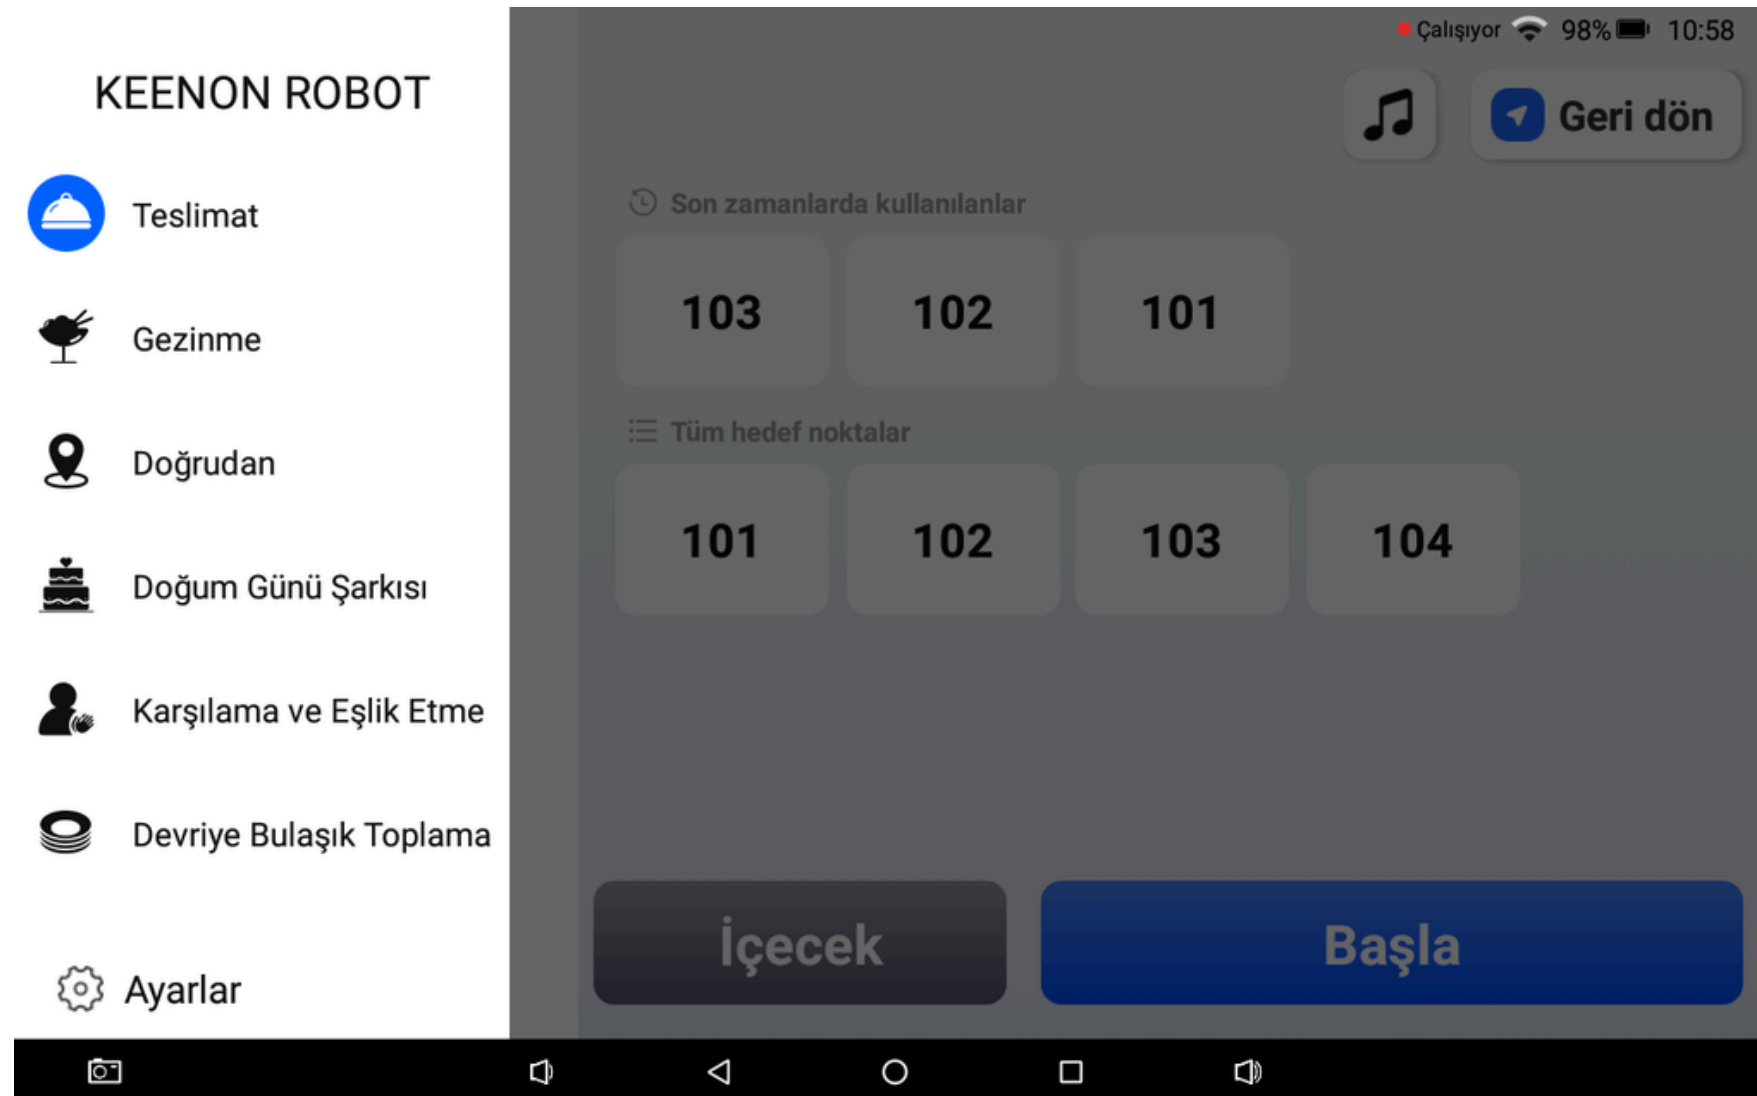 Çalışıyor 98% 10:58
KEENON ROBOT
Teslimat
Gezinme
Doğrudan
Doğum Günü Şarkısı
Karşılama ve Eşlik Etme
Devriye Bulaşık Toplama
Ayarlar
Geri dön
Son zamanlarda kullanılanlar
103 102 101
Tüm hedef noktalar
101 102 103 104
İçecek Başla